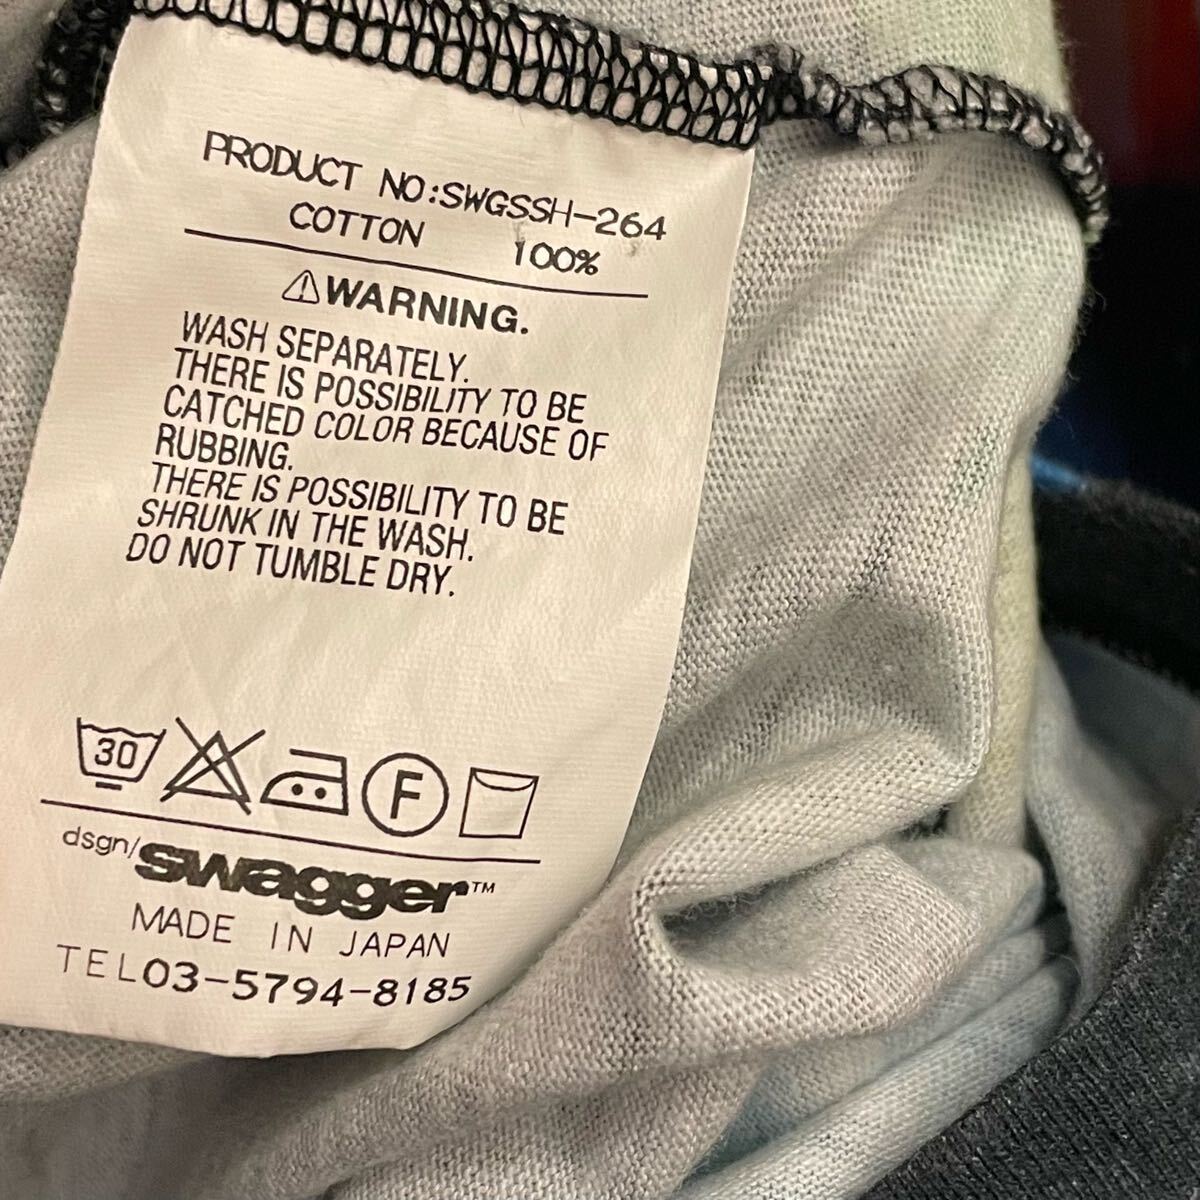 PRODUCT NO:SWGSSH-264
COTTON 100%
WARNING.
WASH SEPARATELY.
THERE IS POSSIBILITY TO BE
CATCHED COLOR BECAUSE OF
RUBBING.
THERE IS POSSIBILITY TO BE
SHRUNK IN THE WASH.
DO NOT TUMBLE DRY.
30 F
dsgn/swagger™
MADE IN JAPAN
TEL03-5794-8185